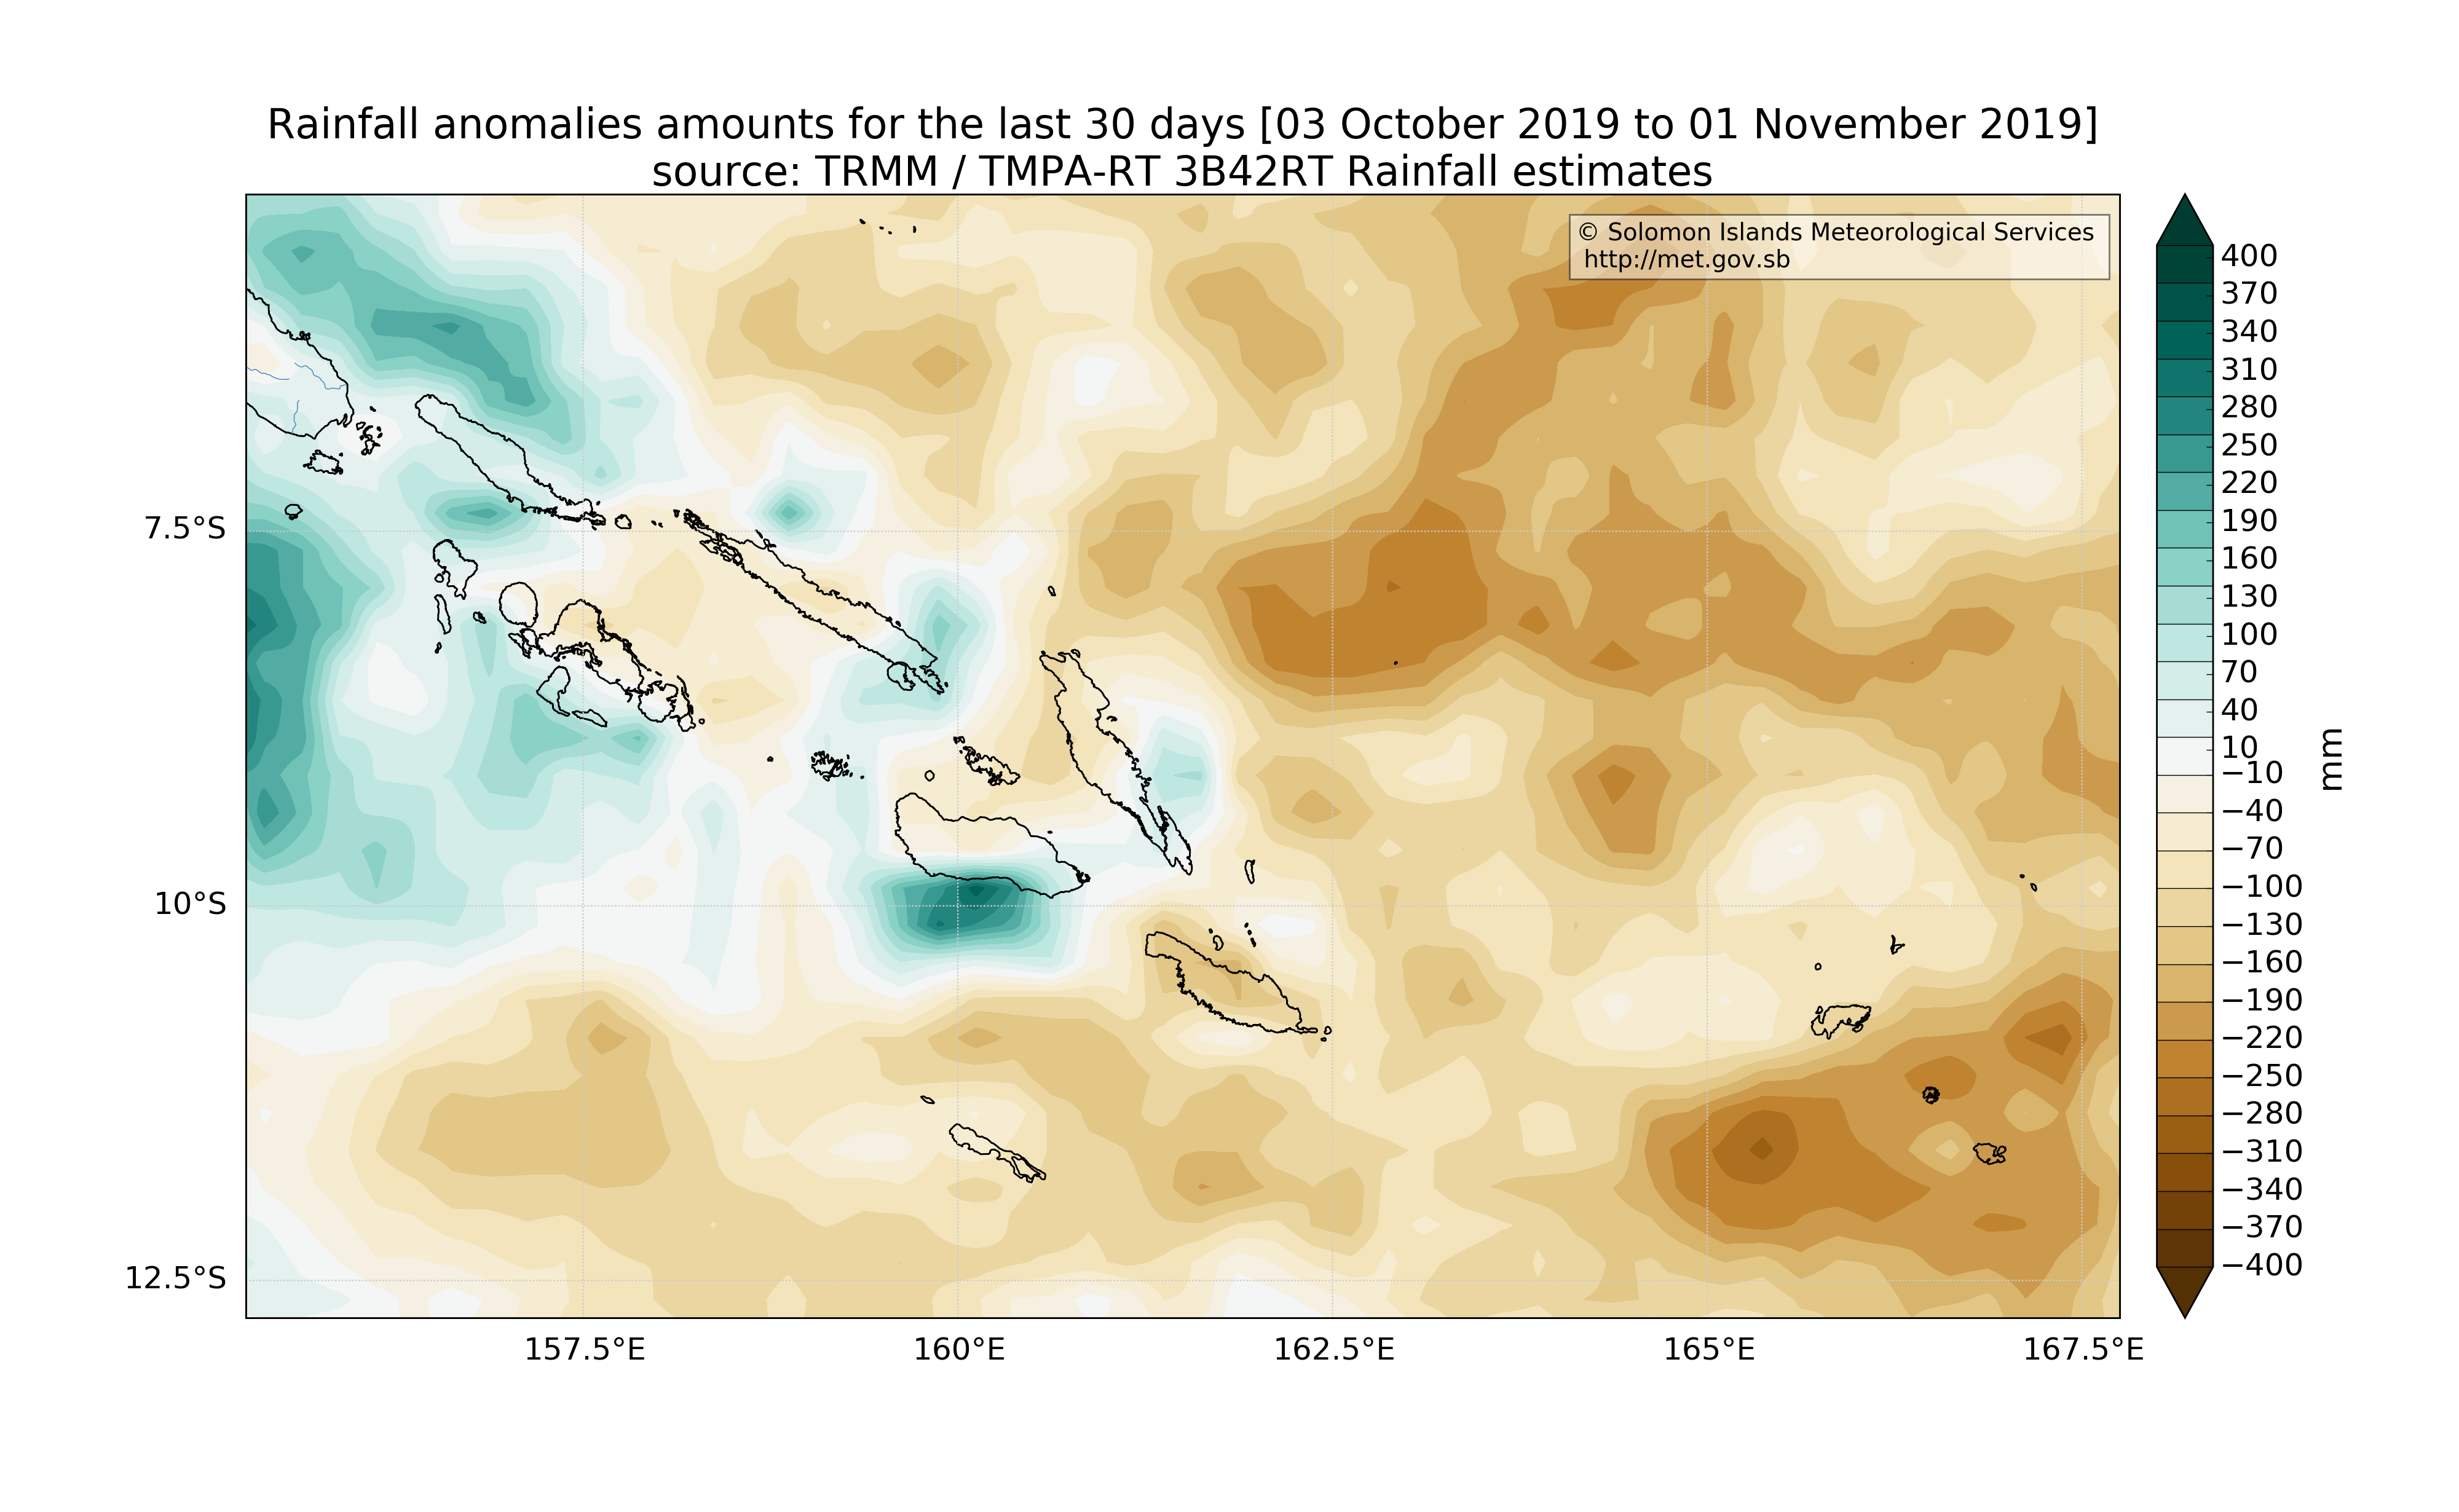 Rainfall anomalies amounts for the last 30 days [03 October 2019 to 01 November 2019]
source: TRMM / TMPA-RT 3B42RT Rainfall estimates
© Solomon Islands Meteorological Services
http://met.gov.sb
7.5°S
10°S
12.5°S
157.5°E
160°E
162.5°E
165°E
167.5°E
400
370
340
310
280
250
220
190
160
130
100
70
40
10
−10
−40
−70
−100
−130
−160
−190
−220
−250
−280
−310
−340
−370
−400
mm